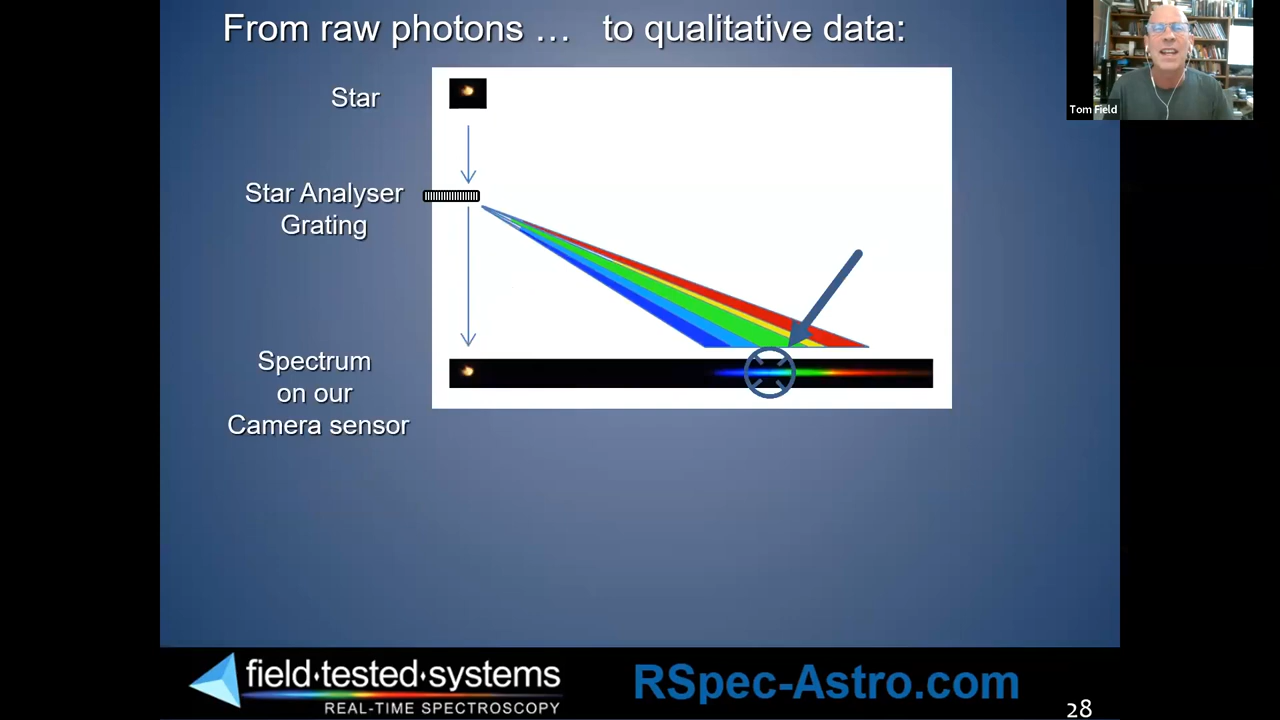 From raw photons … to qualitative data:
Tom Field
Star
Star Analyser
Grating
Spectrum
on our
Camera sensor
field·tested·systems
REAL-TIME SPECTROSCOPY
RSpec-Astro.com
28